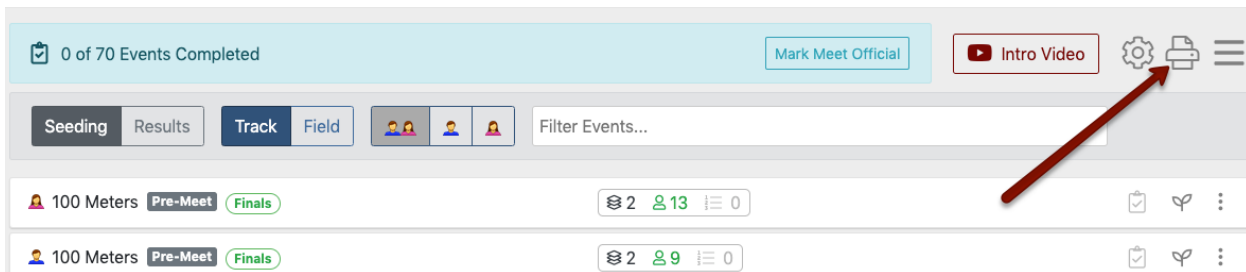 0 of 70 Events Completed Mark Meet Official Intro Video
Seeding Results Track Field Filter Events...
100 Meters Pre-Meet Finals 2 13 0
100 Meters Pre-Meet Finals 2 9 0